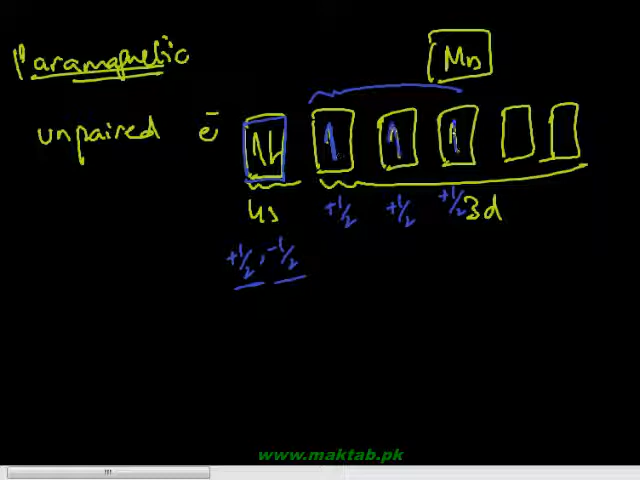 Paramagnetic
Mn
unpaired e̅
4s
3d
+1/2
+1/2
+1/2
+1/2, -1/2
www.maktab.pk